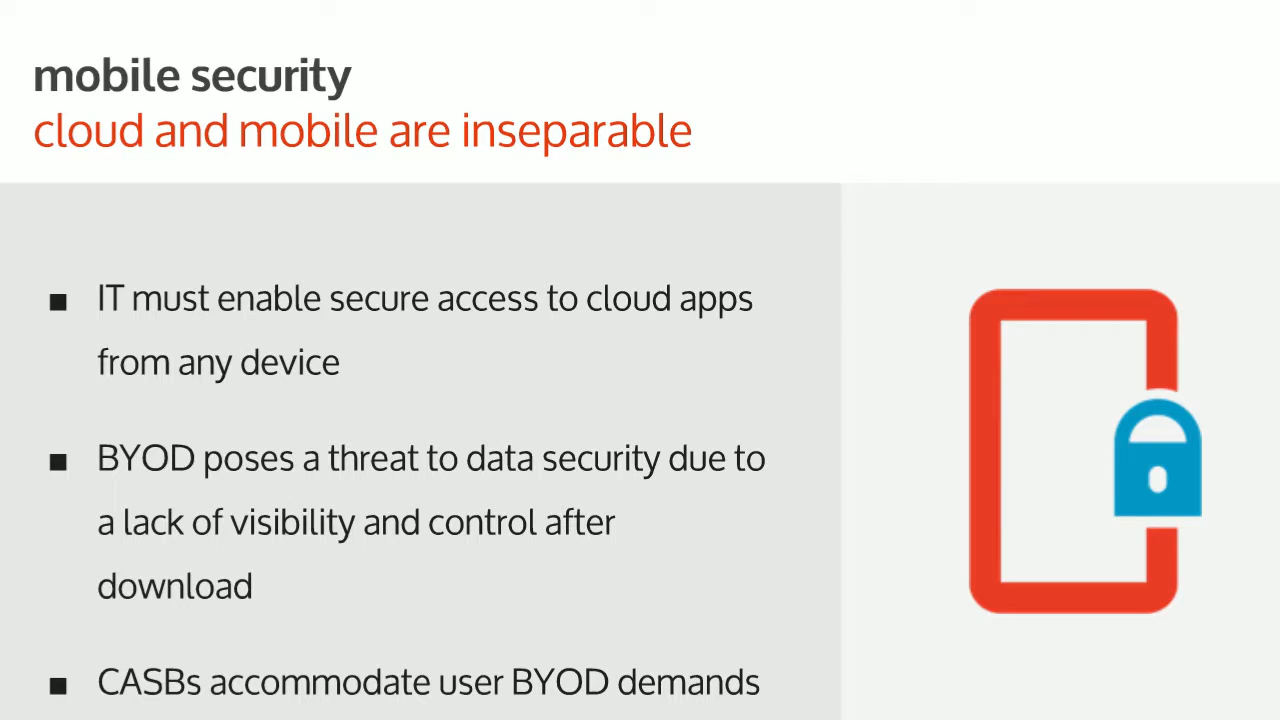 mobile security
cloud and mobile are inseparable
■ IT must enable secure access to cloud apps
from any device
■ BYOD poses a threat to data security due to
a lack of visibility and control after
download
■ CASBs accommodate user BYOD demands